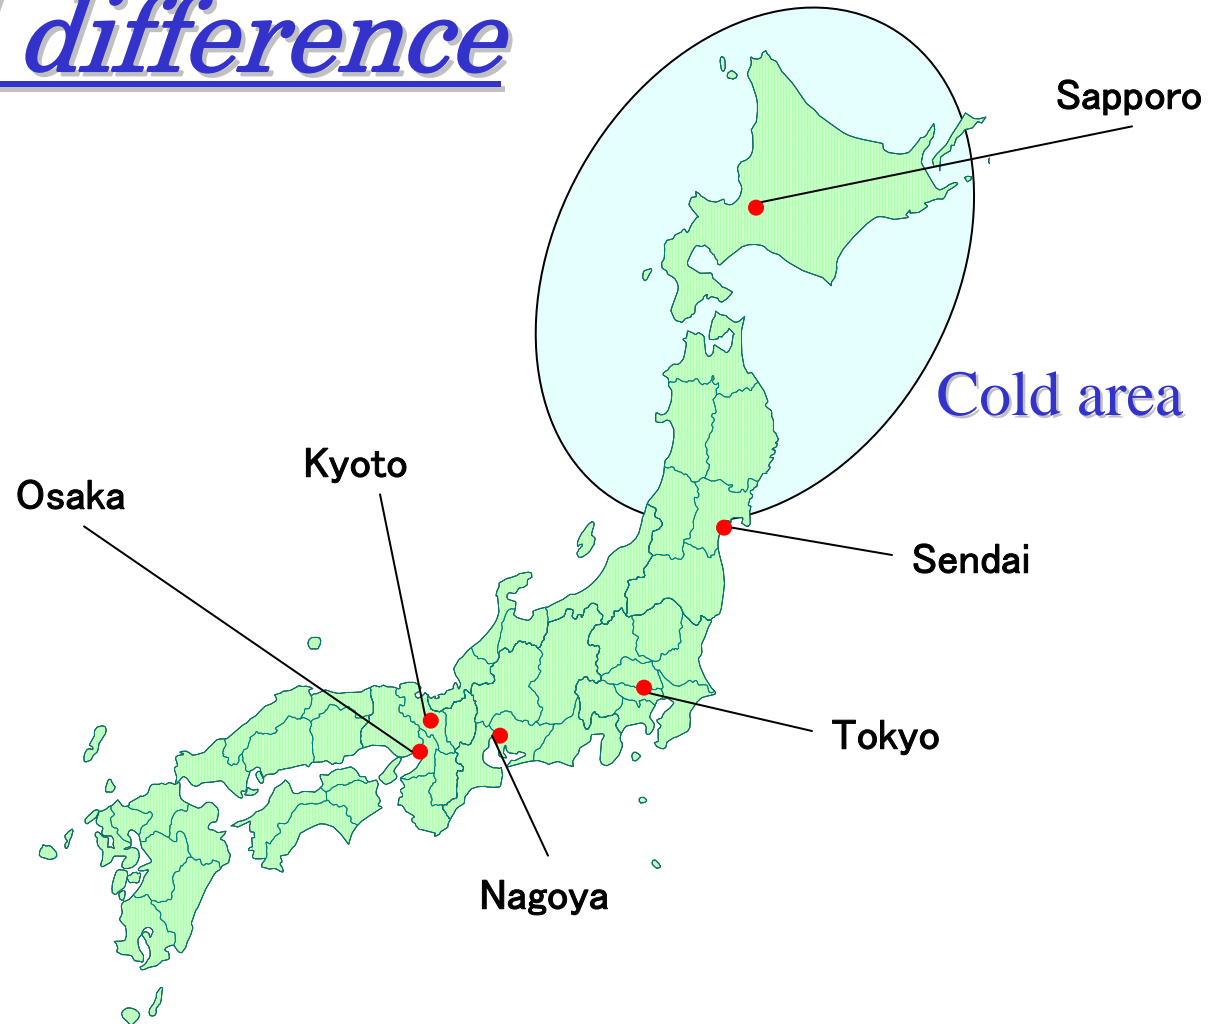 difference
Sapporo
Cold area
Kyoto
Osaka
Sendai
Tokyo
Nagoya